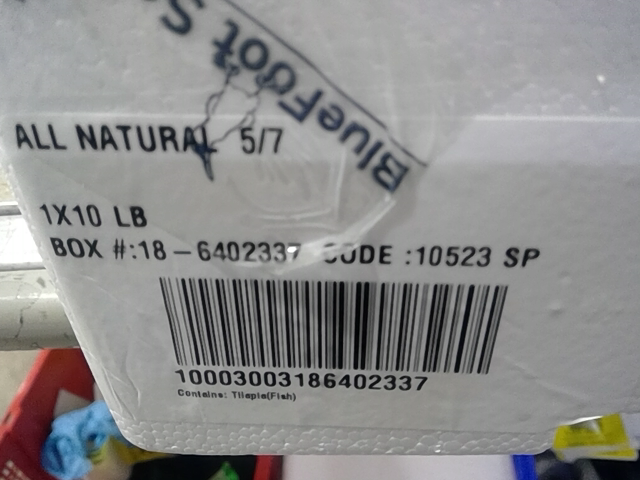 BlueFoot S
ALL NATURAL 5/7
1X10 LB
BOX #:18-6402337 CODE :10523 SP
10003003186402337
Contains: Tilapia(Fish)